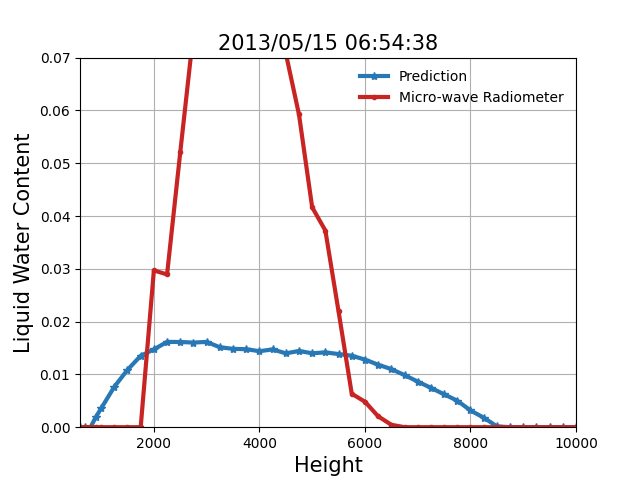 2013/05/15 06:54:38
Prediction
Micro-wave Radiometer
Liquid Water Content
0.07
0.06
0.05
0.04
0.03
0.02
0.01
0.00
2000 4000 6000 8000 10000
Height